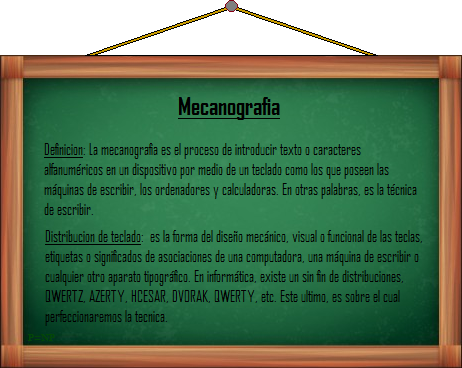 Mecanografia
Definicion: La mecanografia es el proceso de introducir texto o caracteres
alfanuméricos en un dispositivo por medio de un teclado como los que poseen las
máquinas de escribir, los ordenadores y calculadoras. En otras palabras, es la técnica
de escribir.
Distribucion de teclado: es la forma del diseño mecánico, visual o funcional de las teclas,
etiquetas o significados de asociaciones de una computadora, una máquina de escribir o
cualquier otro aparato tipográfico. En informática, existe un sin fin de distribuciones,
QWERTZ, AZERTY, HCESAR, DVORAK, QWERTY, etc. Este ultimo, es sobre el cual
perfeccionaremos la tecnica.